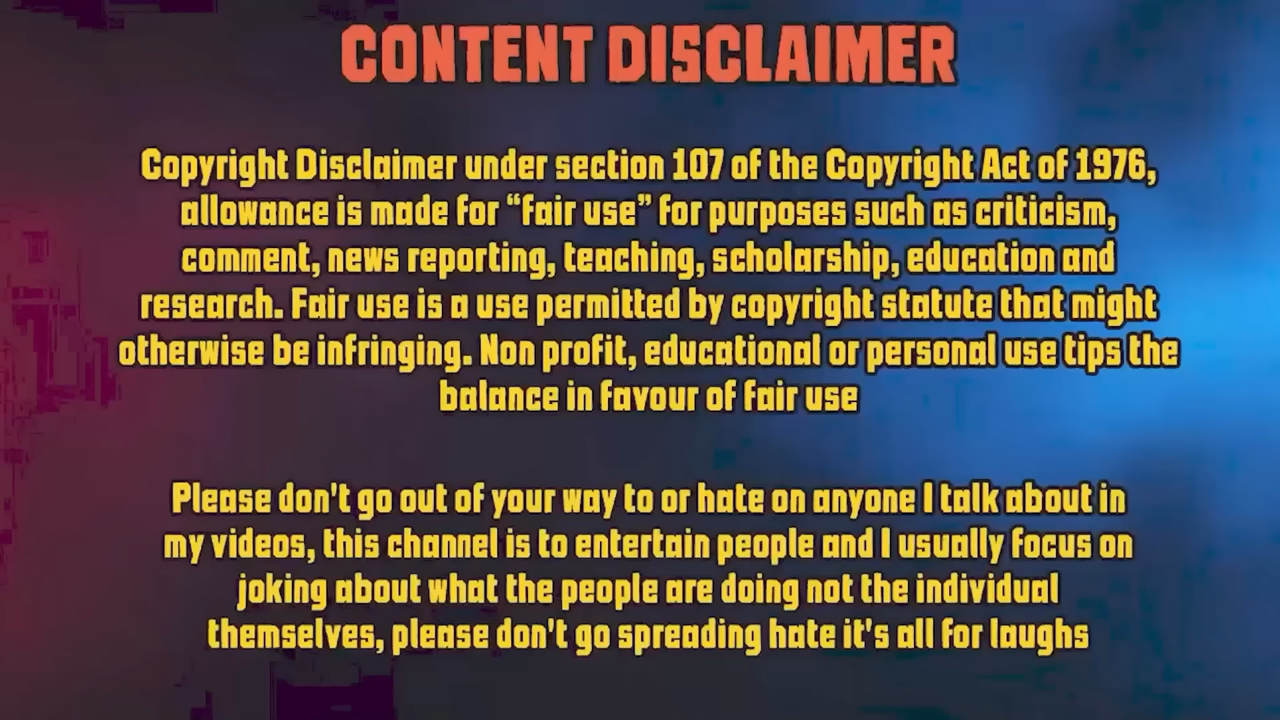 CONTENT DISCLAIMER
Copyright Disclaimer under section 107 of the Copyright Act of 1976,
allowance is made for “fair use” for purposes such as criticism,
comment, news reporting, teaching, scholarship, education and
research. Fair use is a use permitted by copyright statute that might
otherwise be infringing. Non profit, educational or personal use tips the
balance in favour of fair use
Please don't go out of your way to or hate on anyone I talk about in
my videos, this channel is to entertain people and I usually focus on
joking about what the people are doing not the individual
themselves, please don't go spreading hate it's all for laughs